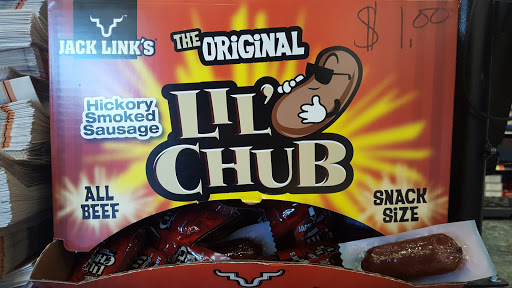 JACK LINK'S
THE ORIGINAL
$ 1.00
Hickory
Smoked
Sausage
LIL'
CHUB
ALL
BEEF
SNACK
SIZE